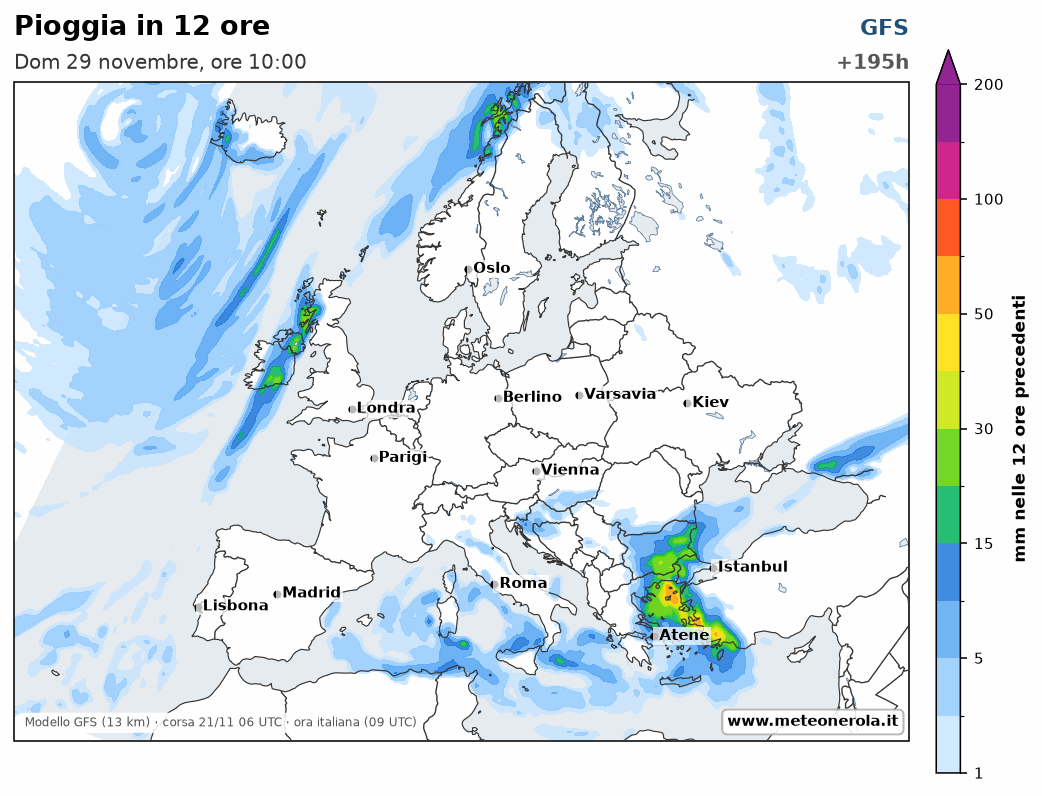 Pioggia in 12 ore
GFS
Dom 29 novembre, ore 10:00
+195h
200
100
50
30
15
5
1
mm nelle 12 ore precedenti
Oslo
Londra
Berlino
Varsavia
Kiev
Parigi
Vienna
Istanbul
Roma
Madrid
Lisbona
Atene
Modello GFS (13 km) · corsa 21/11 06 UTC · ora italiana (09 UTC)
www.meteonerola.it